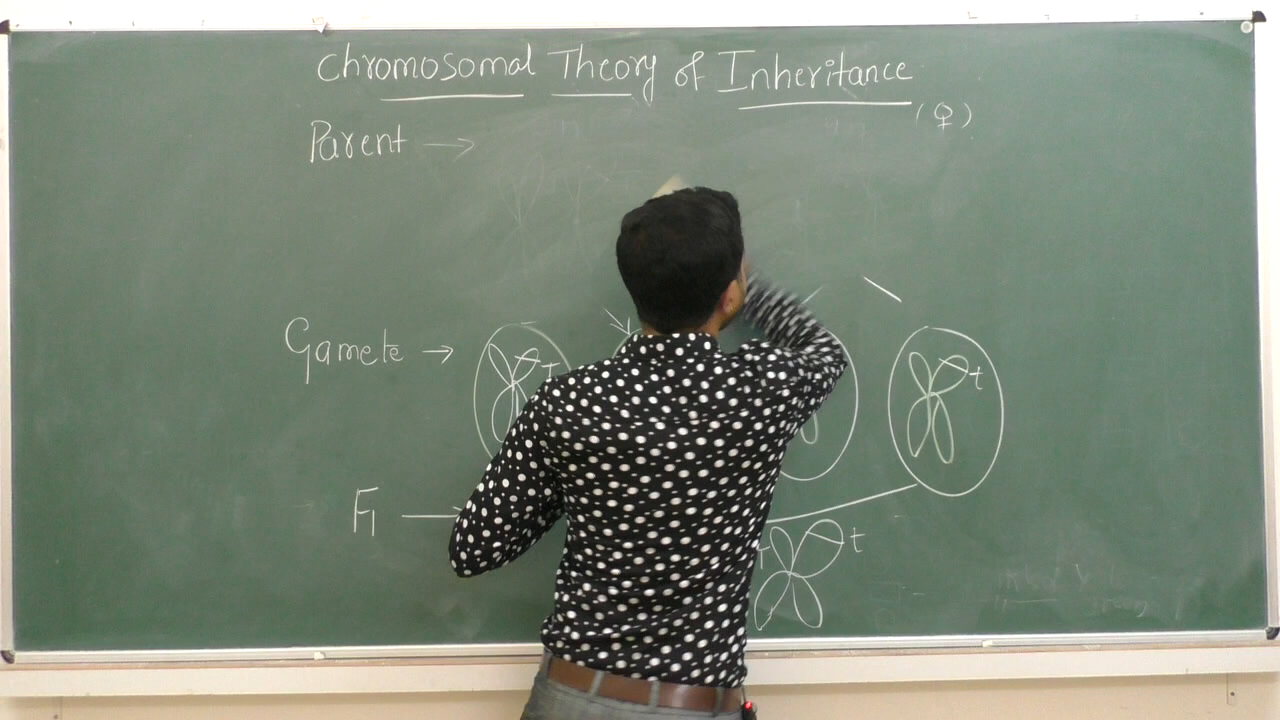 Chromosomal Theory of Inheritance
(♀)
Parent →
Gamete →
T
t
F1 →
t